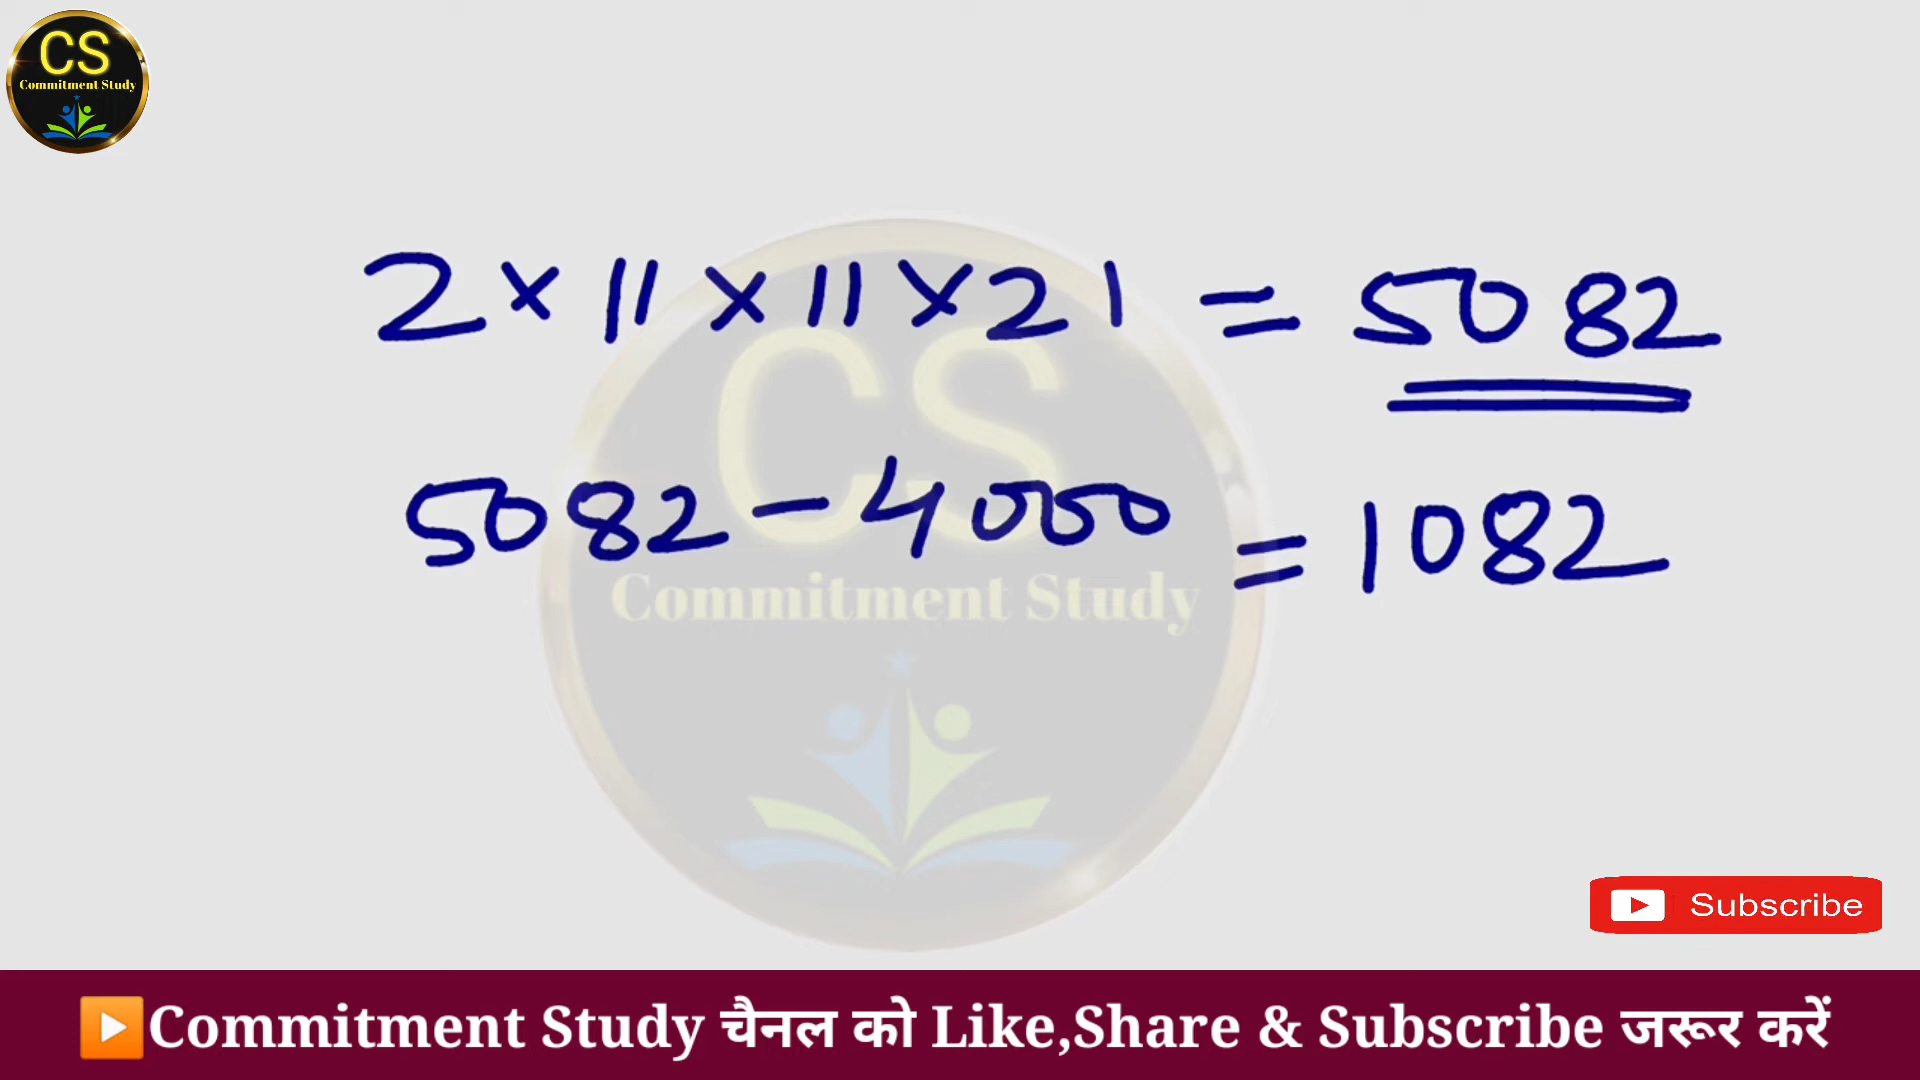 CS
Commitment Study
2 × 11 × 11 × 21 = 5082
CS
5082 - 4000 = 1082
Commitment Study
Subscribe
Commitment Study चैनल को Like,Share & Subscribe जरूर करें